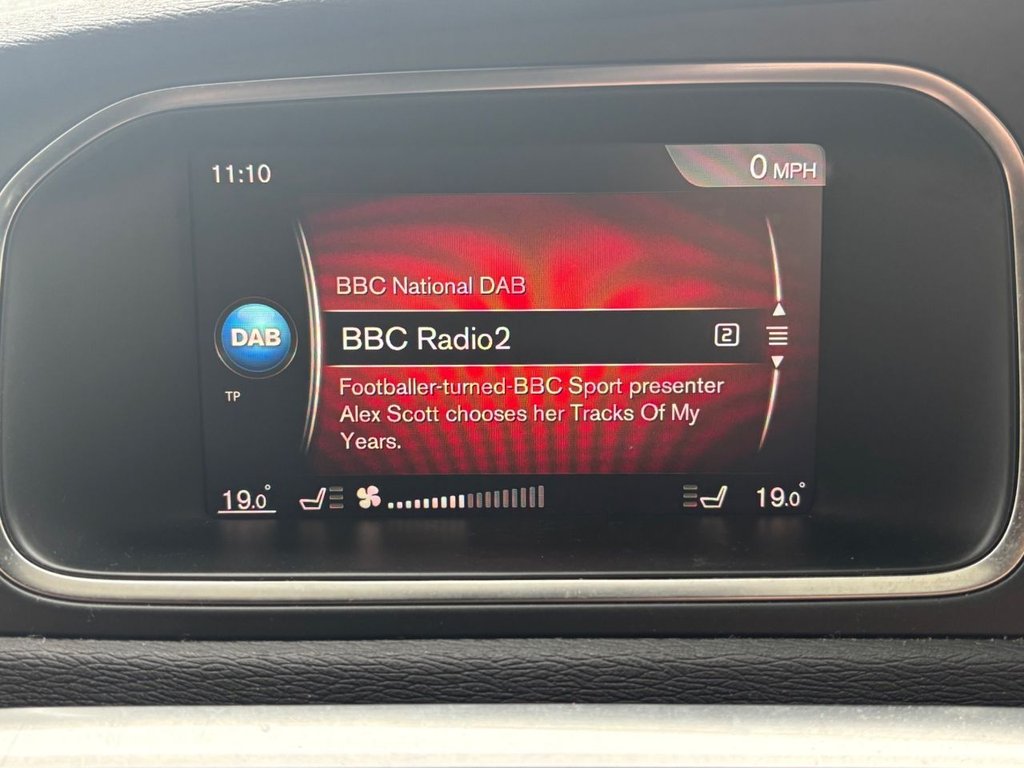 11:10
0 MPH
BBC National DAB
DAB
BBC Radio2
2
TP
Footballer-turned-BBC Sport presenter
Alex Scott chooses her Tracks Of My
Years.
19.0°
19.0°